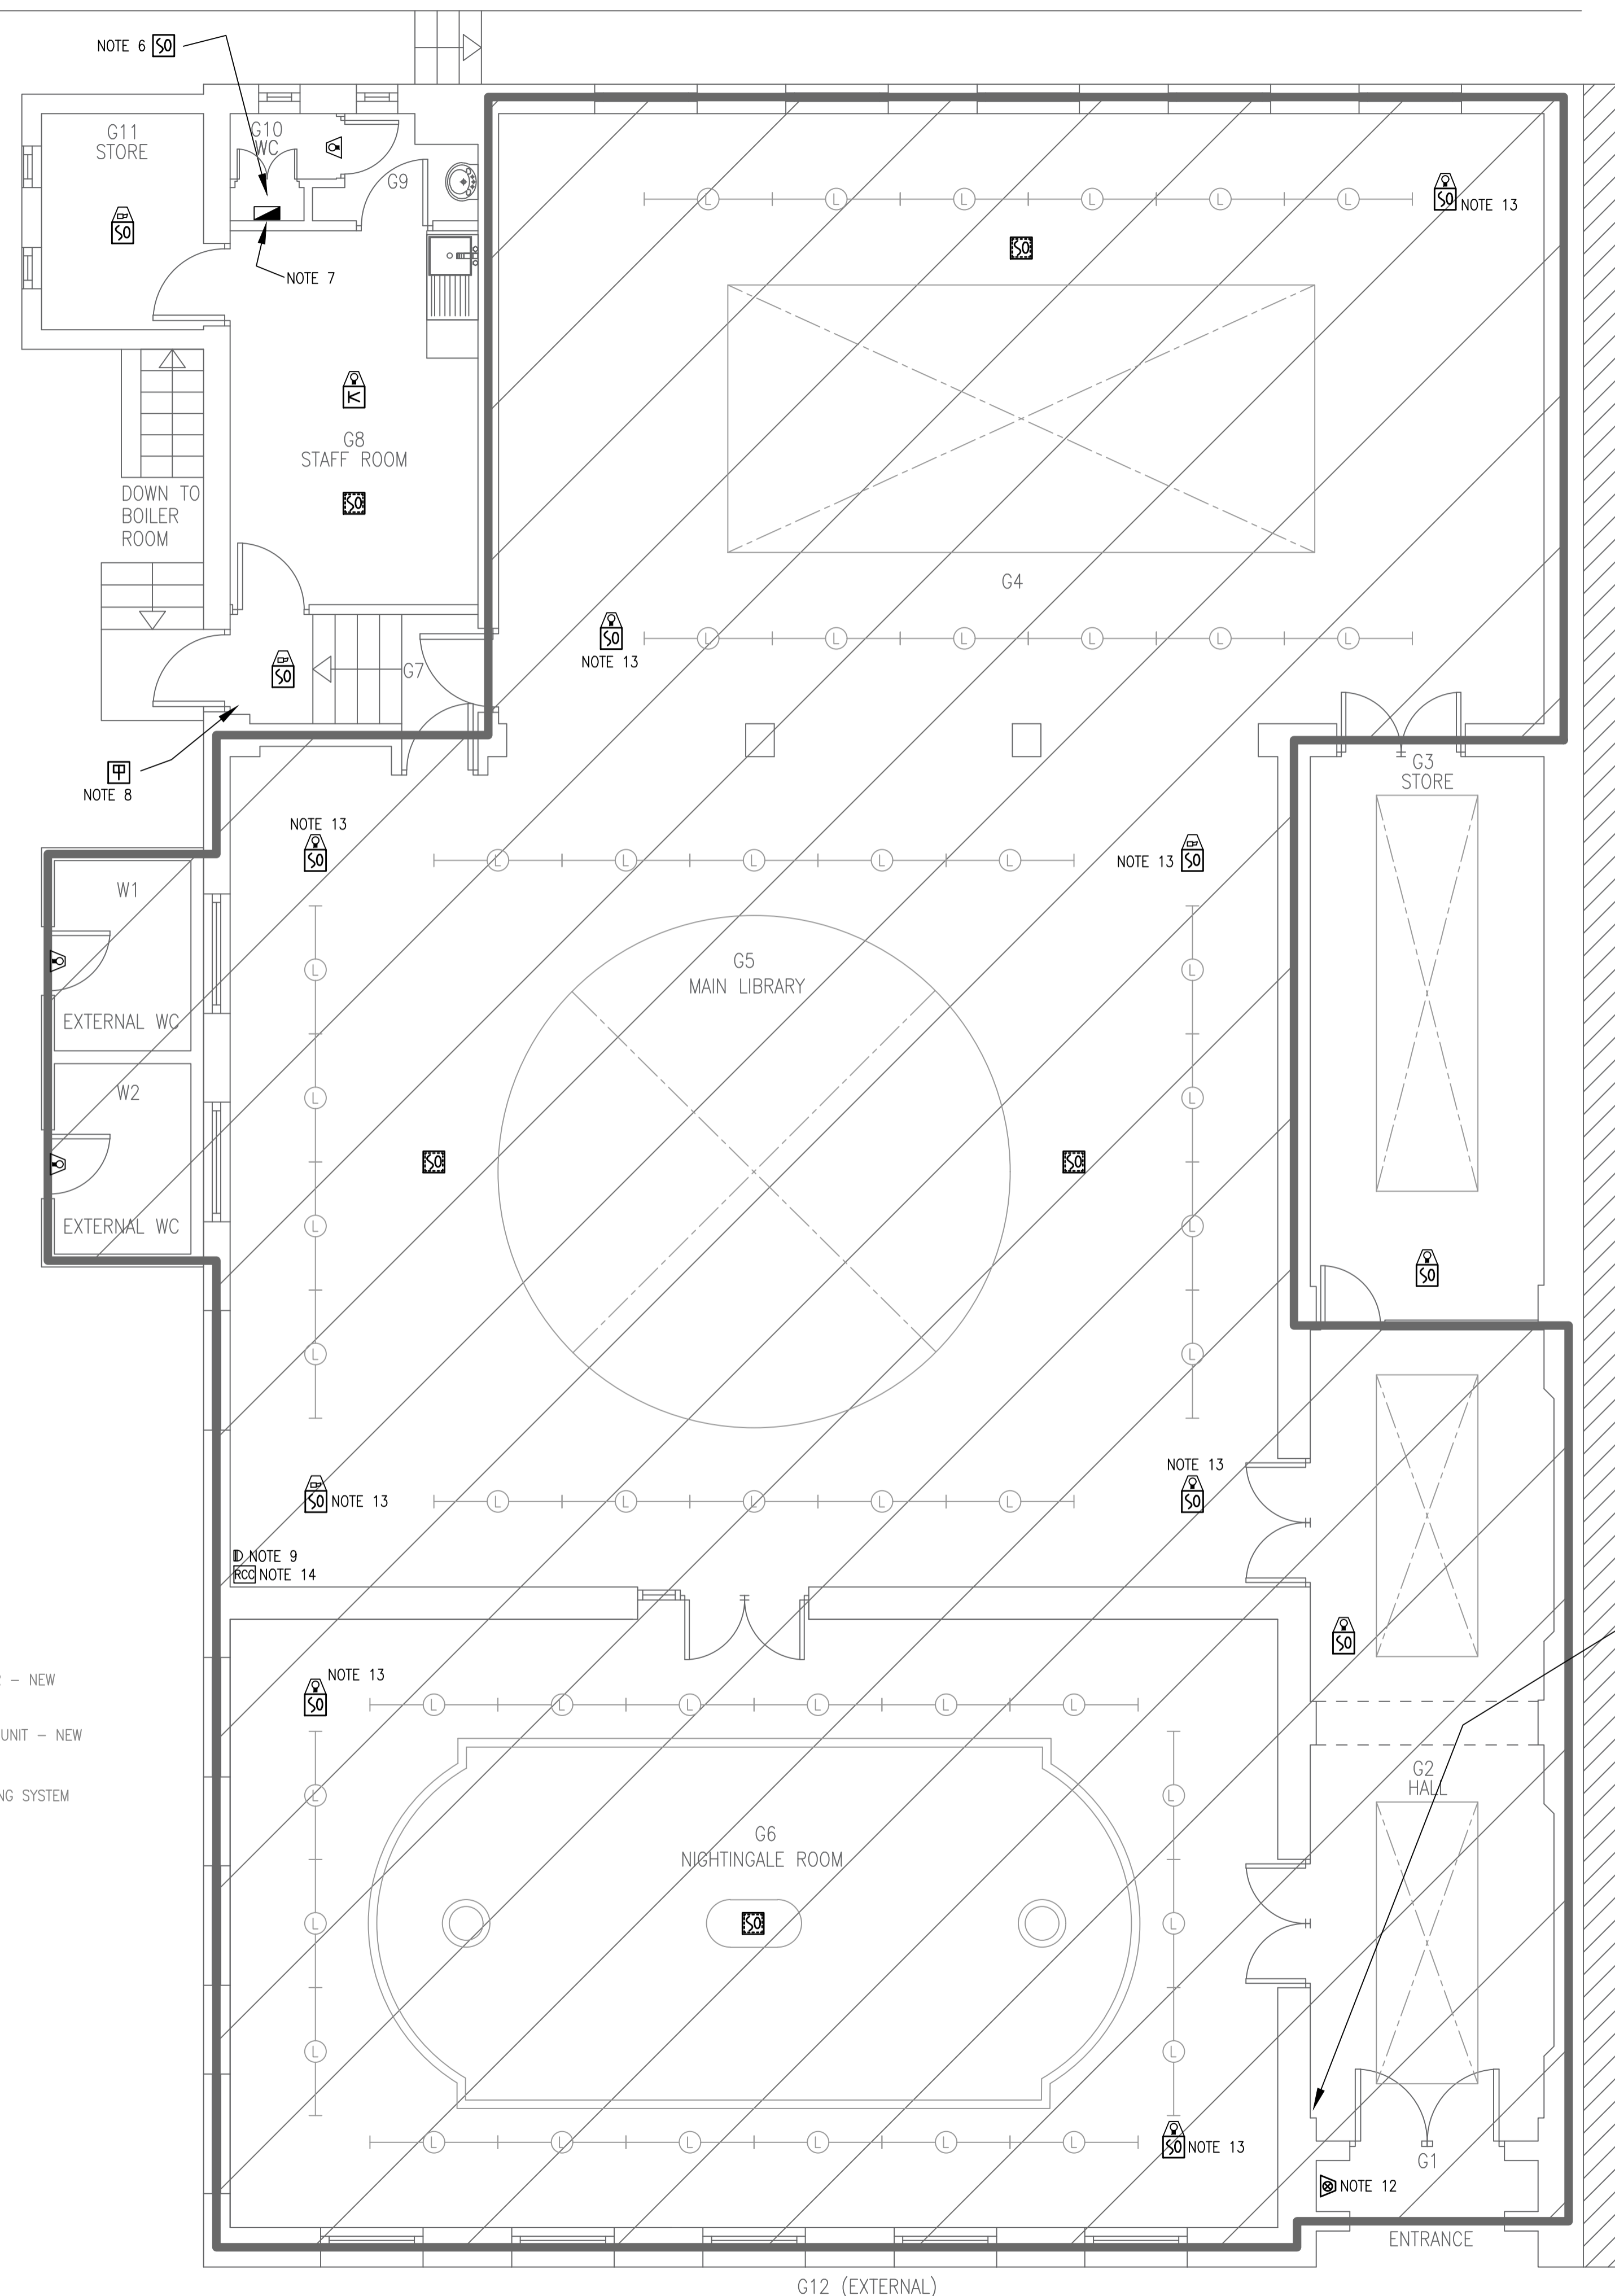 NOTE 6 SO
G11
STORE
G10
WC
G9
SO
NOTE 7
SO NOTE 13
SO
K
G8
STAFF ROOM
SO
DOWN TO
BOILER
ROOM
L L L L L L
G4
SO
NOTE 13
L L L L L L
SO
G7
NOTE 8
G3
STORE
NOTE 13
SO
L L L L L
NOTE 13 SO
W1
EXTERNAL WC
G5
MAIN LIBRARY
L
L
L
L
L
L
L
L
W2
EXTERNAL WC
SO
SO
SO
SO NOTE 13
L L L L L
NOTE 13
SO
D NOTE 9
RCC NOTE 14
SO
- NEW
UNIT - NEW
NG SYSTEM
NOTE 13
SO
L L L L L L
L
L
L
L
L
L
G6
NIGHTINGALE ROOM
SO
G2
HALL
L L L L L L
SO NOTE 13
G1
NOTE 12
ENTRANCE
G12 (EXTERNAL)